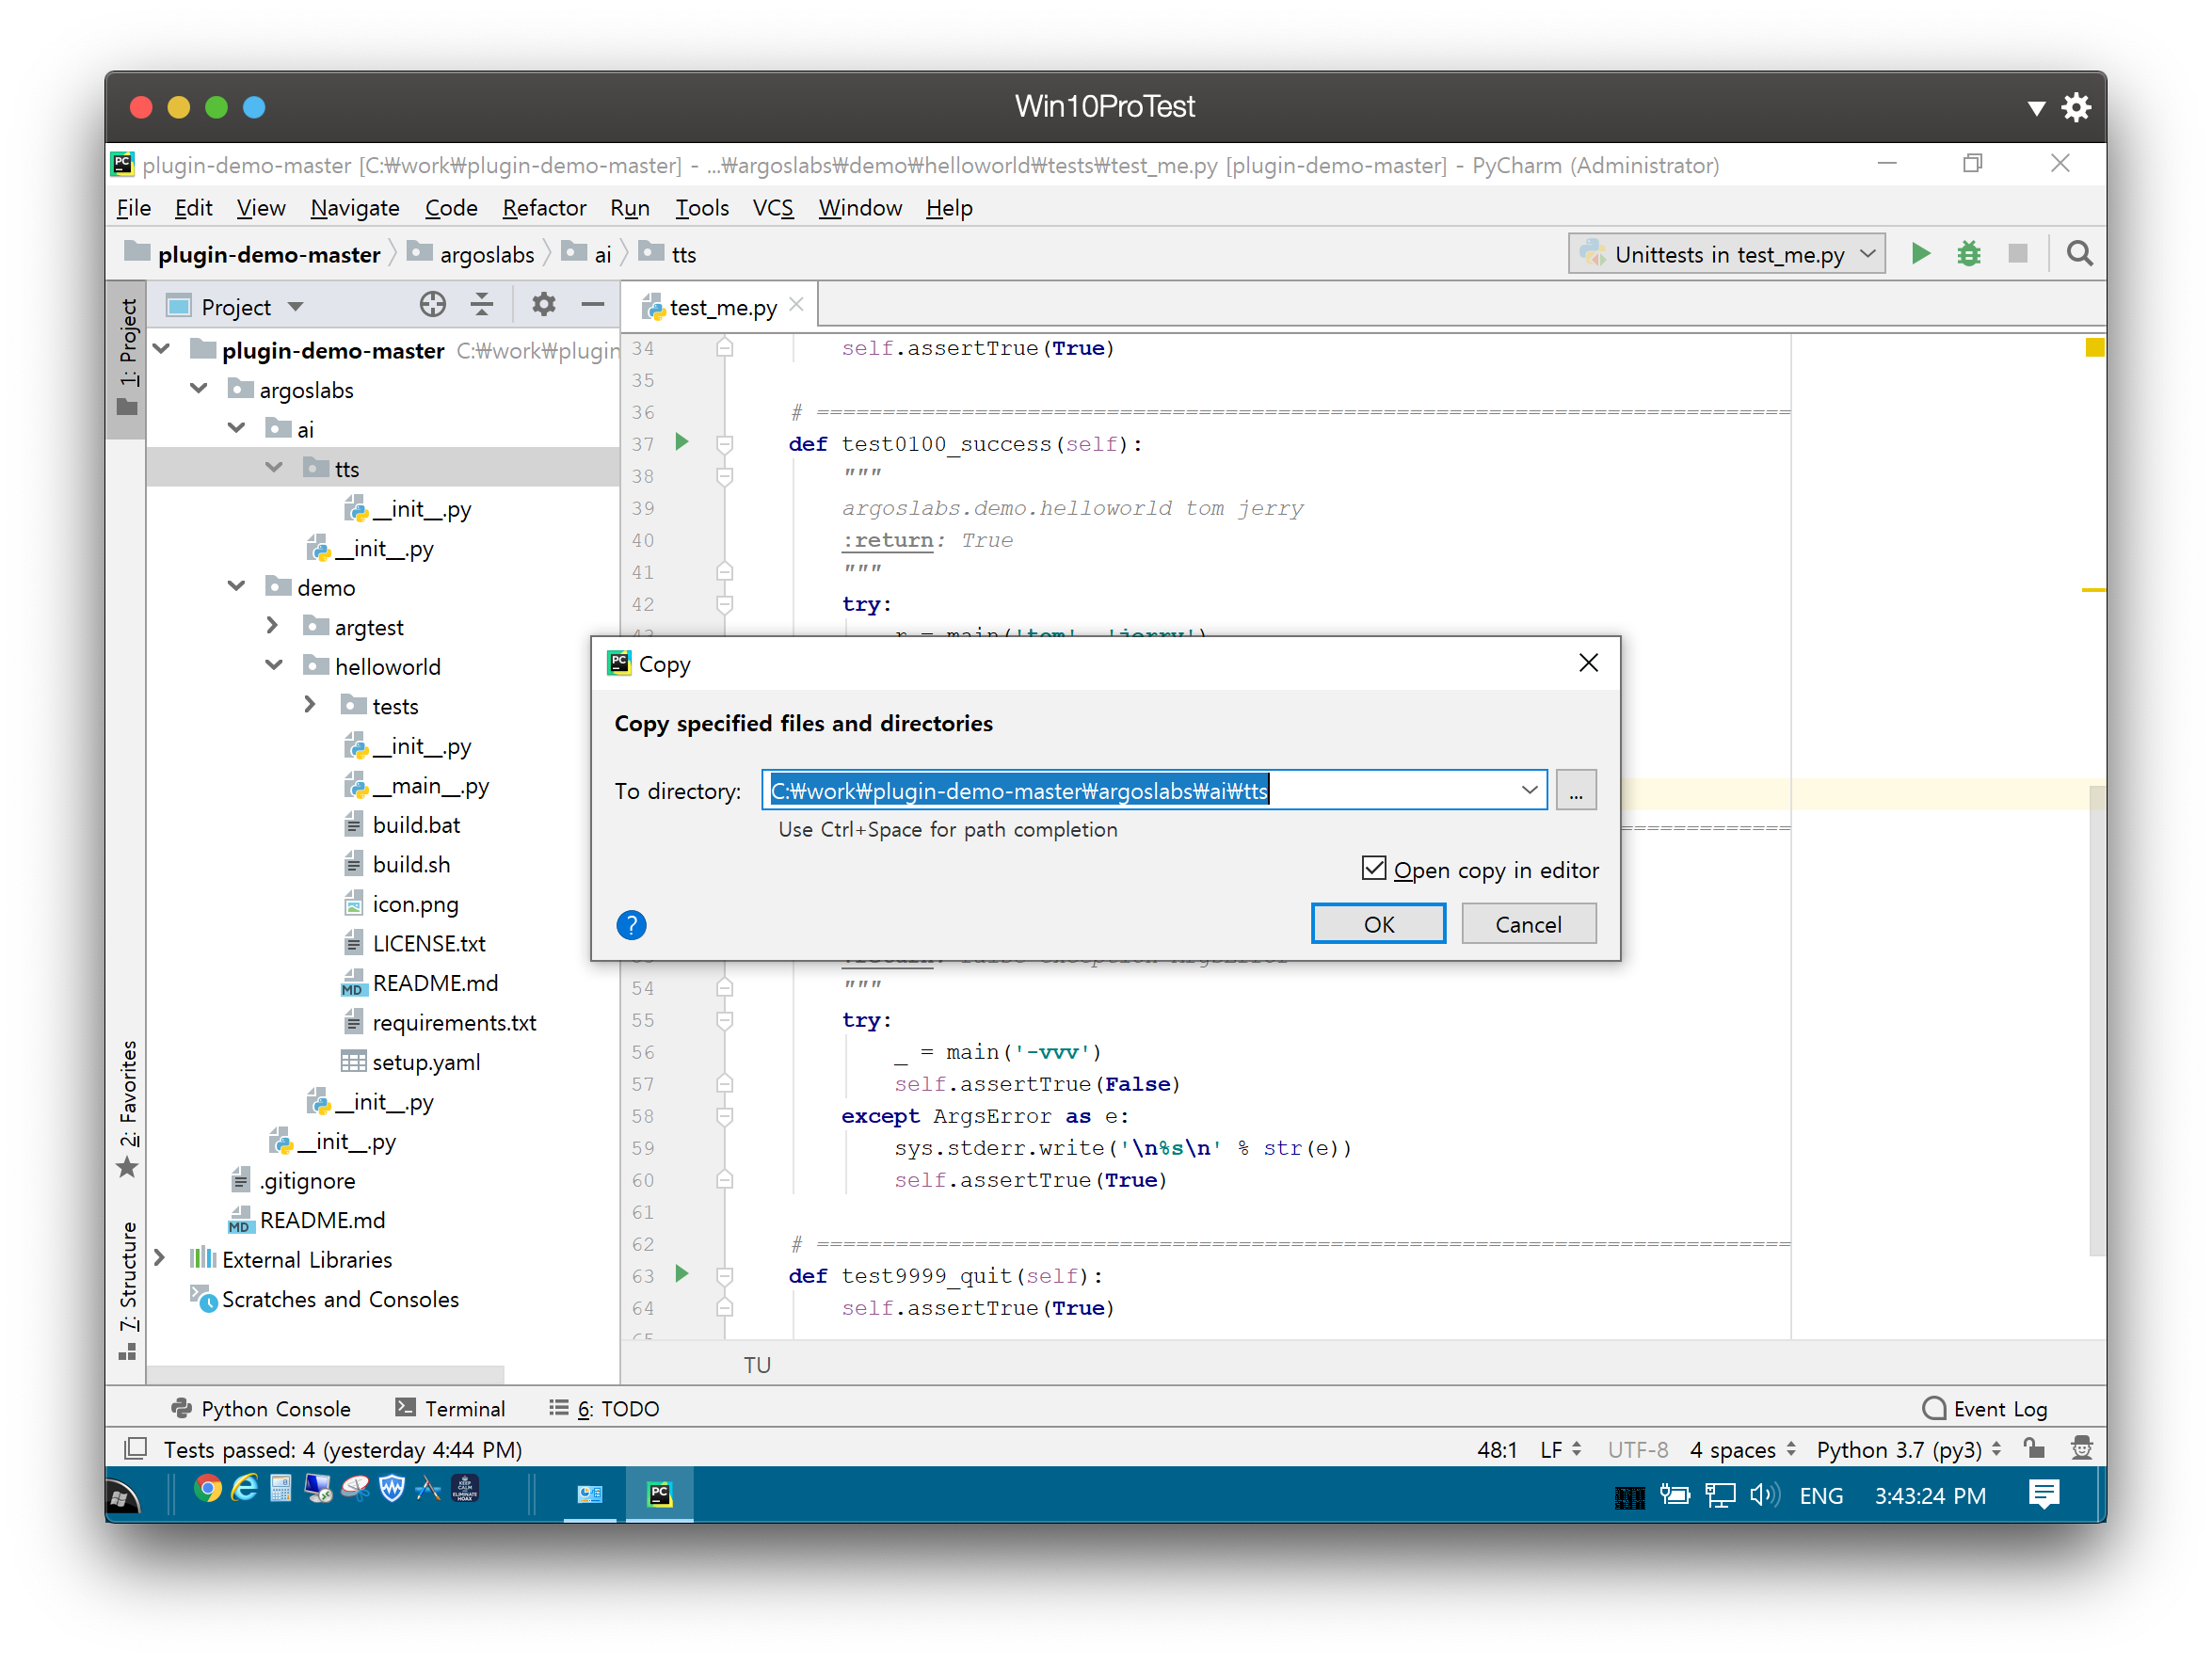 Win10ProTest
plugin-demo-master [C:₩work₩plugin-demo-master] - ...₩argoslabs₩demo₩helloworld₩tests₩test_me.py [plugin-demo-master] - PyCharm (Administrator)
File Edit View Navigate Code Refactor Run Tools VCS Window Help
plugin-demo-master argoslabs ai tts
Unittests in test_me.py
1: Project
2: Favorites
7: Structure
Project
plugin-demo-master C:₩work₩plugin
argoslabs
ai
tts
__init__.py
__init__.py
demo
argtest
helloworld
tests
__init__.py
__main__.py
build.bat
build.sh
icon.png
LICENSE.txt
MD README.md
requirements.txt
setup.yaml
__init__.py
__init__.py
.gitignore
MD README.md
External Libraries
Scratches and Consoles
test_me.py
34 self.assertTrue(True)
35
36 # ==========================================================================
37 def test0100_success(self):
38 """
39 argoslabs.demo.helloworld tom jerry
40 :return: True
41 """
42 try:
43 r = main('tom', 'jerry')
Copy
Copy specified files and directories
To directory: C:₩work₩plugin-demo-master₩argoslabs₩ai₩tts ...
Use Ctrl+Space for path completion
Open copy in editor
? OK Cancel
54 """
55 try:
56 _ = main('-vvv')
57 self.assertTrue(False)
58 except ArgsError as e:
59 sys.stderr.write('\n%s\n' % str(e))
60 self.assertTrue(True)
61
62 # ==========================================================================
63 def test9999_quit(self):
64 self.assertTrue(True)
65
TU
Python Console Terminal 6: TODO Event Log
Tests passed: 4 (yesterday 4:44 PM) 48:1 LF UTF-8 4 spaces Python 3.7 (py3)
PC ENG 3:43:24 PM